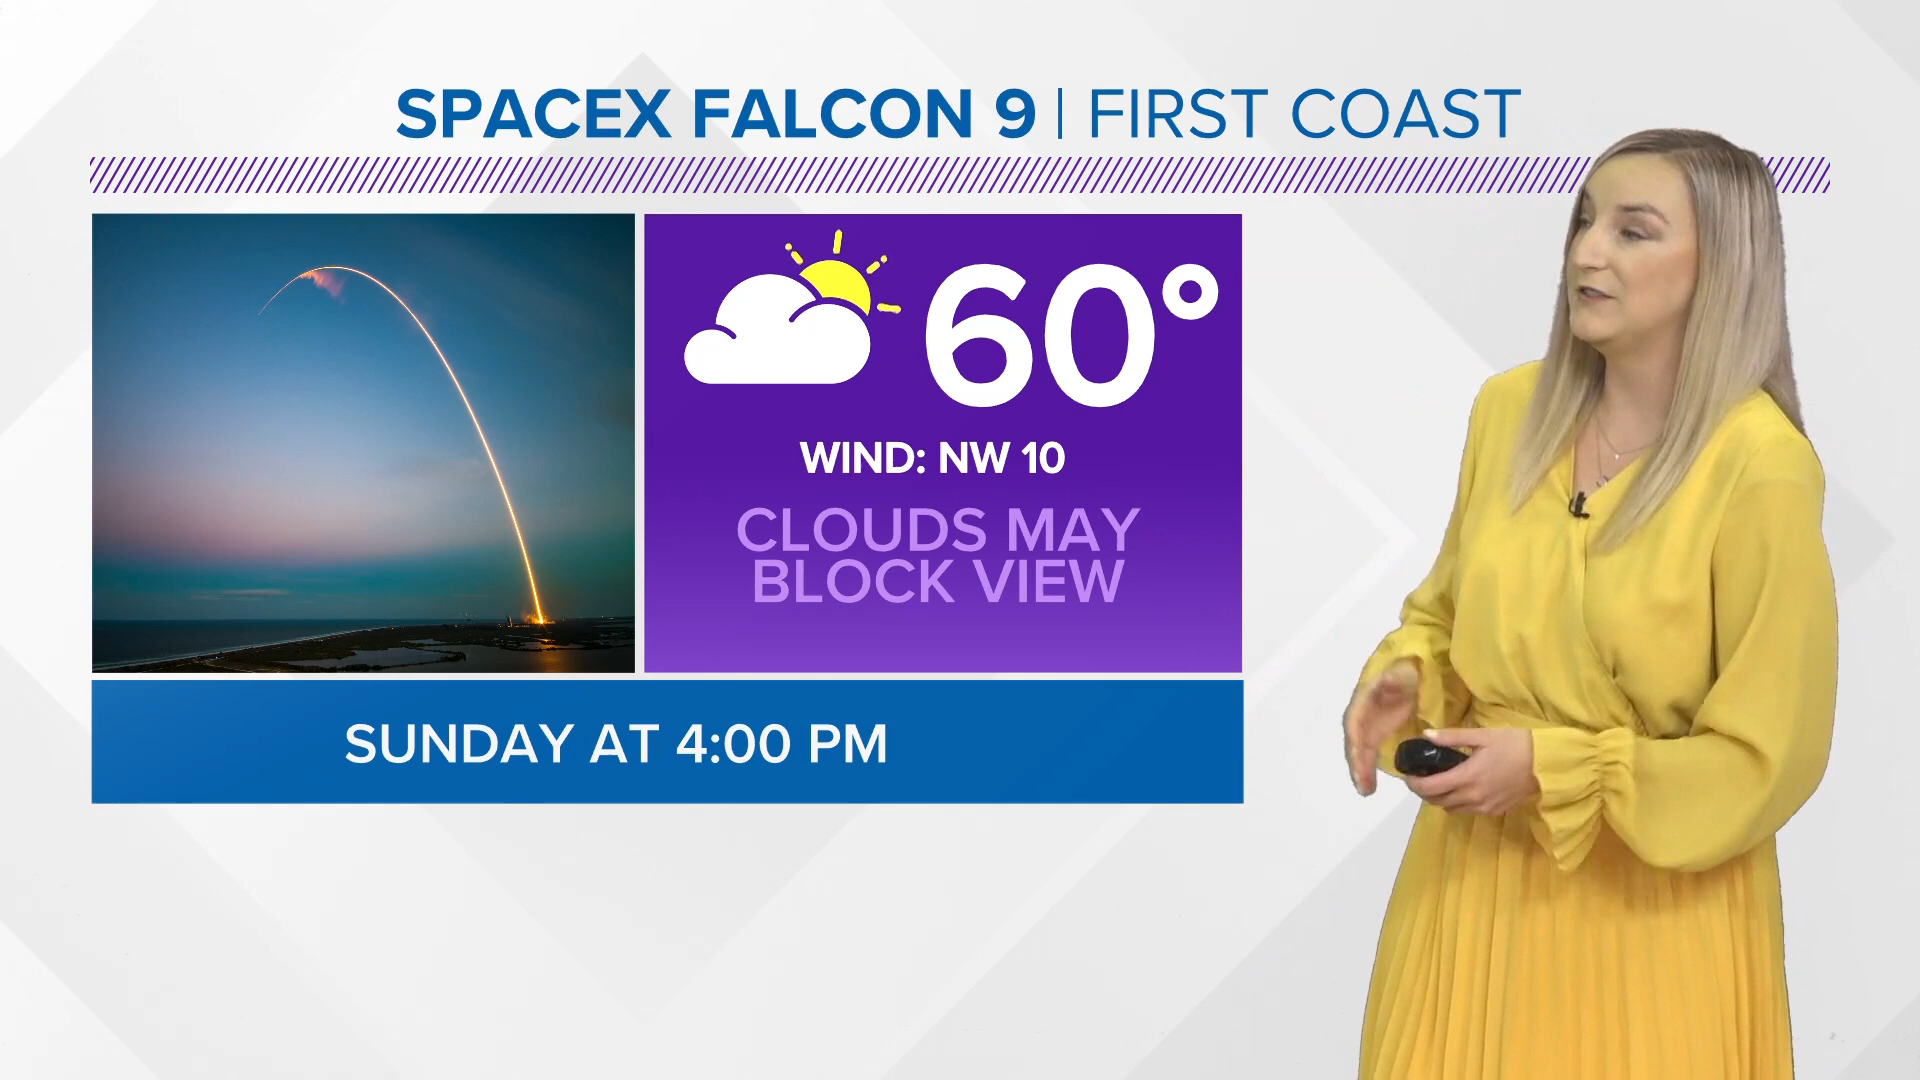 SPACEX FALCON 9 | FIRST COAST
60°
WIND: NW 10
CLOUDS MAY
BLOCK VIEW
SUNDAY AT 4:00 PM